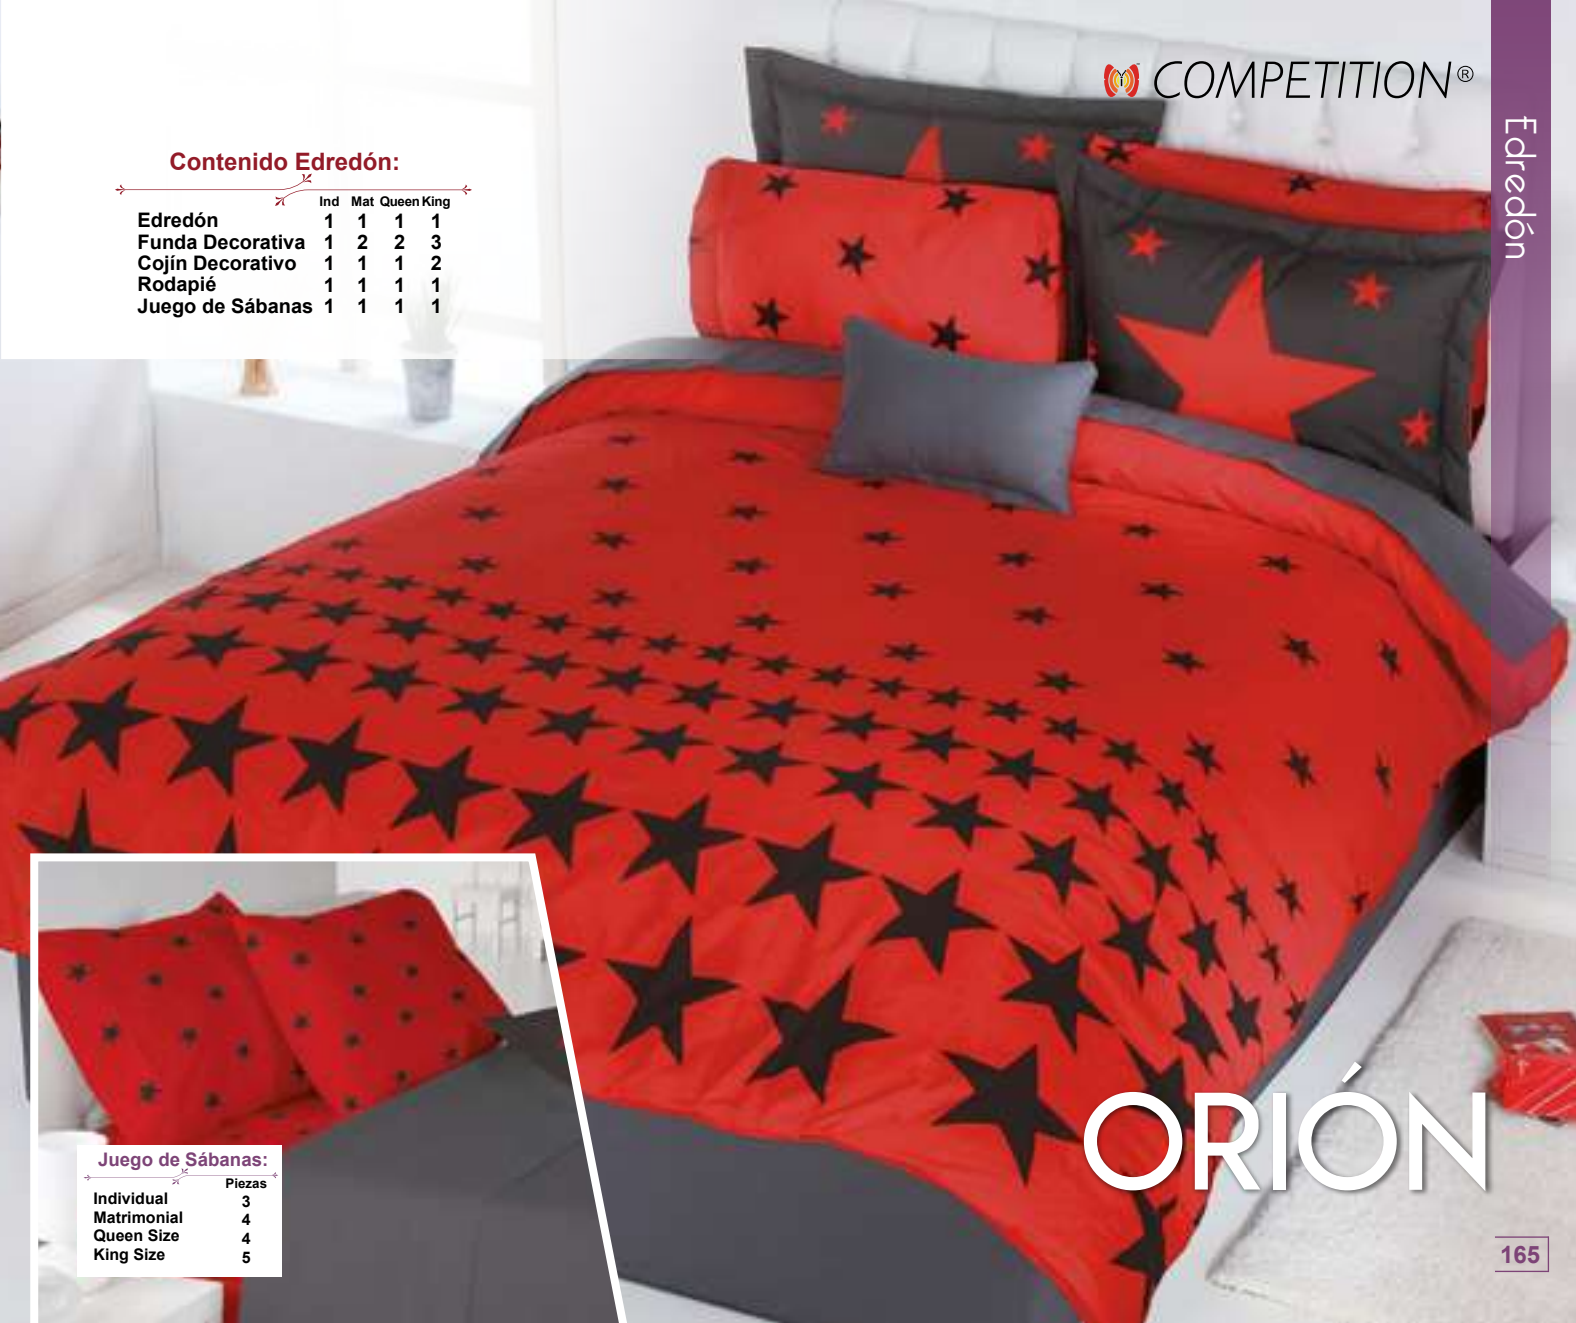 COMPETITION®
Edredón
Contenido Edredón:
Ind Mat Queen King
Edredón 1 1 1 1
Funda Decorativa 1 2 2 3
Cojín Decorativo 1 1 1 2
Rodapié 1 1 1 1
Juego de Sábanas 1 1 1 1
ORIÓN
Juego de Sábanas:
Piezas
Individual 3
Matrimonial 4
Queen Size 4
King Size 5
165